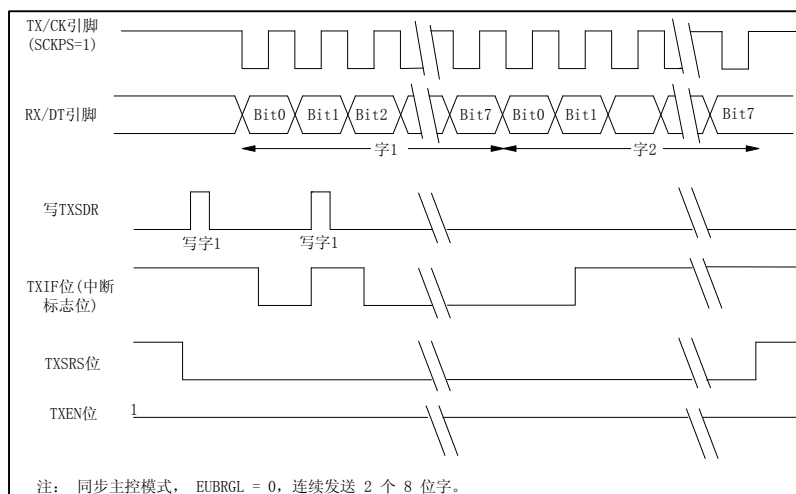 TX/CK引脚
(SCKPS=1)
RX/DT引脚
Bit0 Bit1 Bit2 Bit7 Bit0 Bit1 Bit7
字1 字2
写TXSDR
写字1 写字1
TXIF位(中断
标志位)
TXSRS位
TXEN位 1
注: 同步主控模式, EUBRGL = 0, 连续发送 2 个 8 位字。